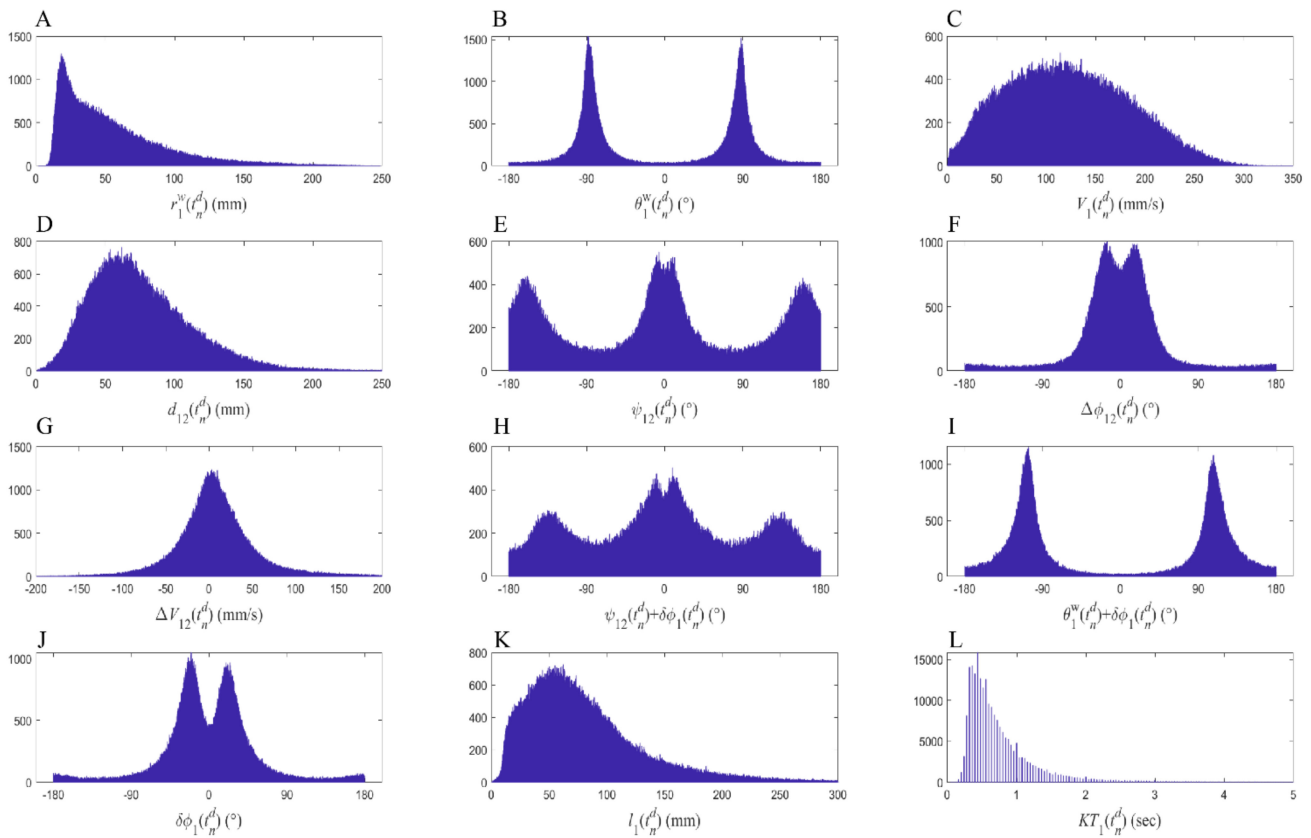 A B C
1500 1500 600
1000 1000 400
500 500 200
0 0 0
0 50 100 150 200 250 -180 -90 0 90 180 0 50 100 150 200 250 300 350
r₁ʷ(tₙᵈ) (mm) θ₁ʷ(tₙᵈ) (°) V₁(tₙᵈ) (mm/s)
D E F
800 600 1000
600 400
400 500
200 200
0 0 0
0 50 100 150 200 250 -180 -90 0 90 180 -180 -90 0 90 180
d₁₂(tₙᵈ) (mm) ψ₁₂(tₙᵈ) (°) Δϕ₁₂(tₙᵈ) (°)
G H I
1500 600
1000 400 1000
500 200 500
0 0 0
-200 -150 -100 -50 0 50 100 150 200 -180 -90 0 90 180 -180 -90 0 90 180
ΔV₁₂(tₙᵈ) (mm/s) ψ₁₂(tₙᵈ)+δϕ₁(tₙᵈ) (°) θ₁ʷ(tₙᵈ)+δϕ₁(tₙᵈ) (°)
J K L
1000 800 15000
600
500 400 10000
200 5000
0 0 0
-180 -90 0 90 180 0 50 100 150 200 250 300 0 1 2 3 4 5
δϕ₁(tₙᵈ) (°) l₁(tₙᵈ) (mm) KT₁(tₙᵈ) (sec)